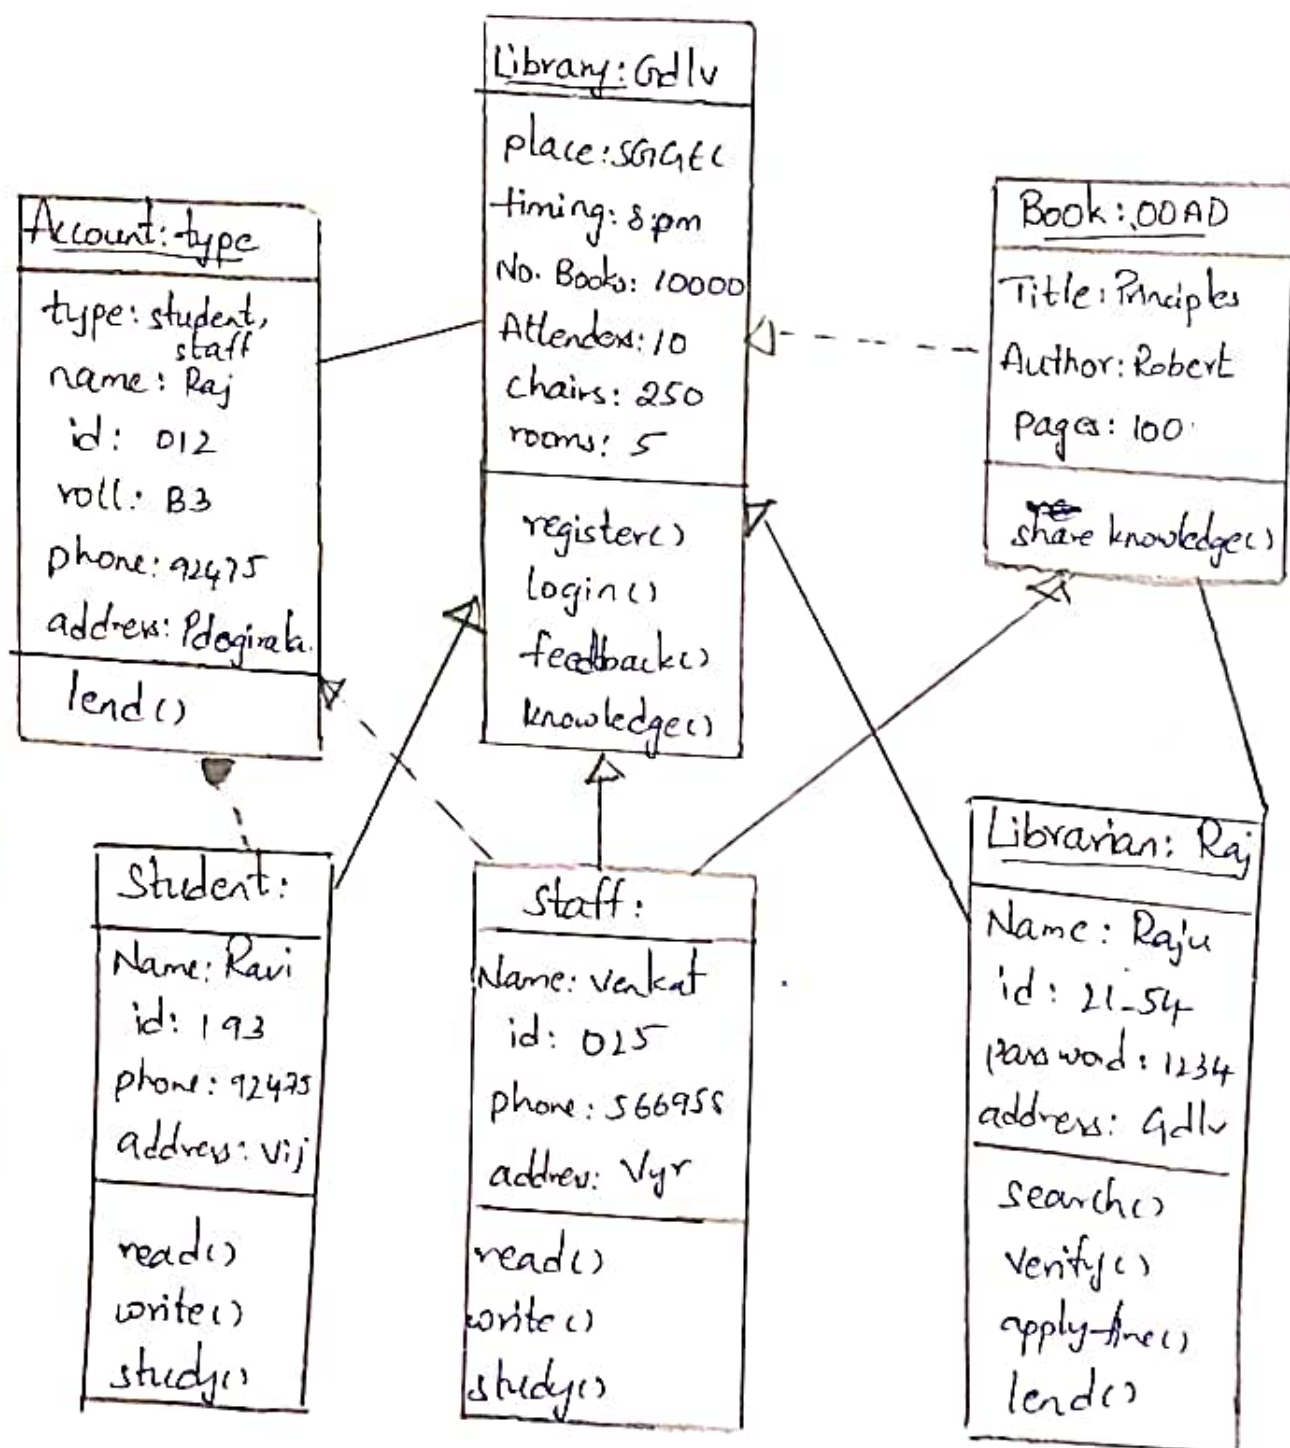 Library: Gdlv
place: SGGEC
timing: 8pm
No. Books: 10000
Attenders: 10
chairs: 250
rooms: 5
register()
login()
feedback()
knowledge()
Account: type
type: student,
staff
name: Raj
id: 012
roll: B3
phone: 92475
address:
lend()
Book: OOAD
Title: Principles
Author: Robert
pages: 100
share knowledge()
Student:
Name: Ravi
id: 193
phone: 92475
address: Vij
read()
write()
study()
Staff:
Name: Venkat
id: 025
phone: 566958
addres: Vyr
read()
write()
study()
Librarian: Raj
Name: Raju
id: 21-54
password: 1234
address: Gdlv
search()
verify()
apply-fine()
lend()